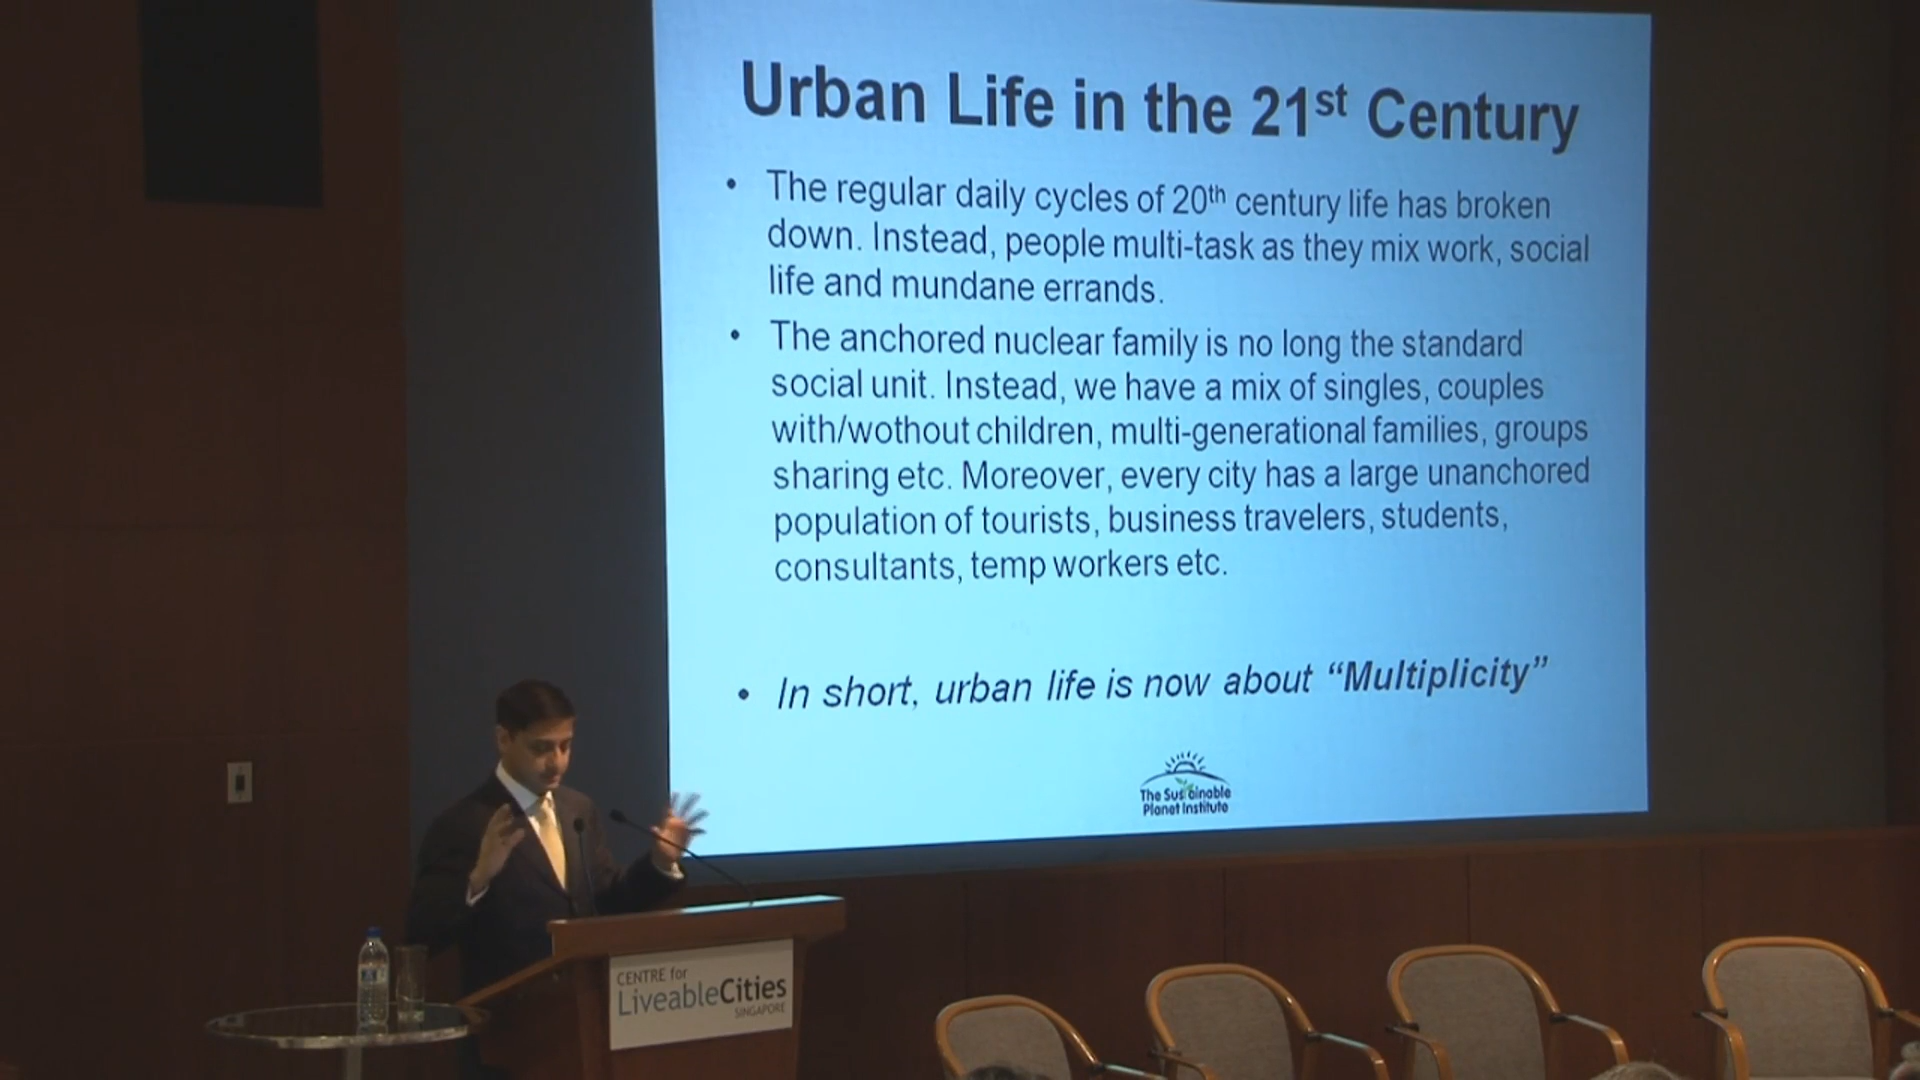 Urban Life in the 21st Century
• The regular daily cycles of 20th century life has broken
down. Instead, people multi-task as they mix work, social
life and mundane errands.
• The anchored nuclear family is no long the standard
social unit. Instead, we have a mix of singles, couples
with/wothout children, multi-generational families, groups
sharing etc. Moreover, every city has a large unanchored
population of tourists, business travelers, students,
consultants, temp workers etc.
• In short, urban life is now about “Multiplicity”
The Sustainable
Planet Institute
CENTRE for
LiveableCities
SINGAPORE